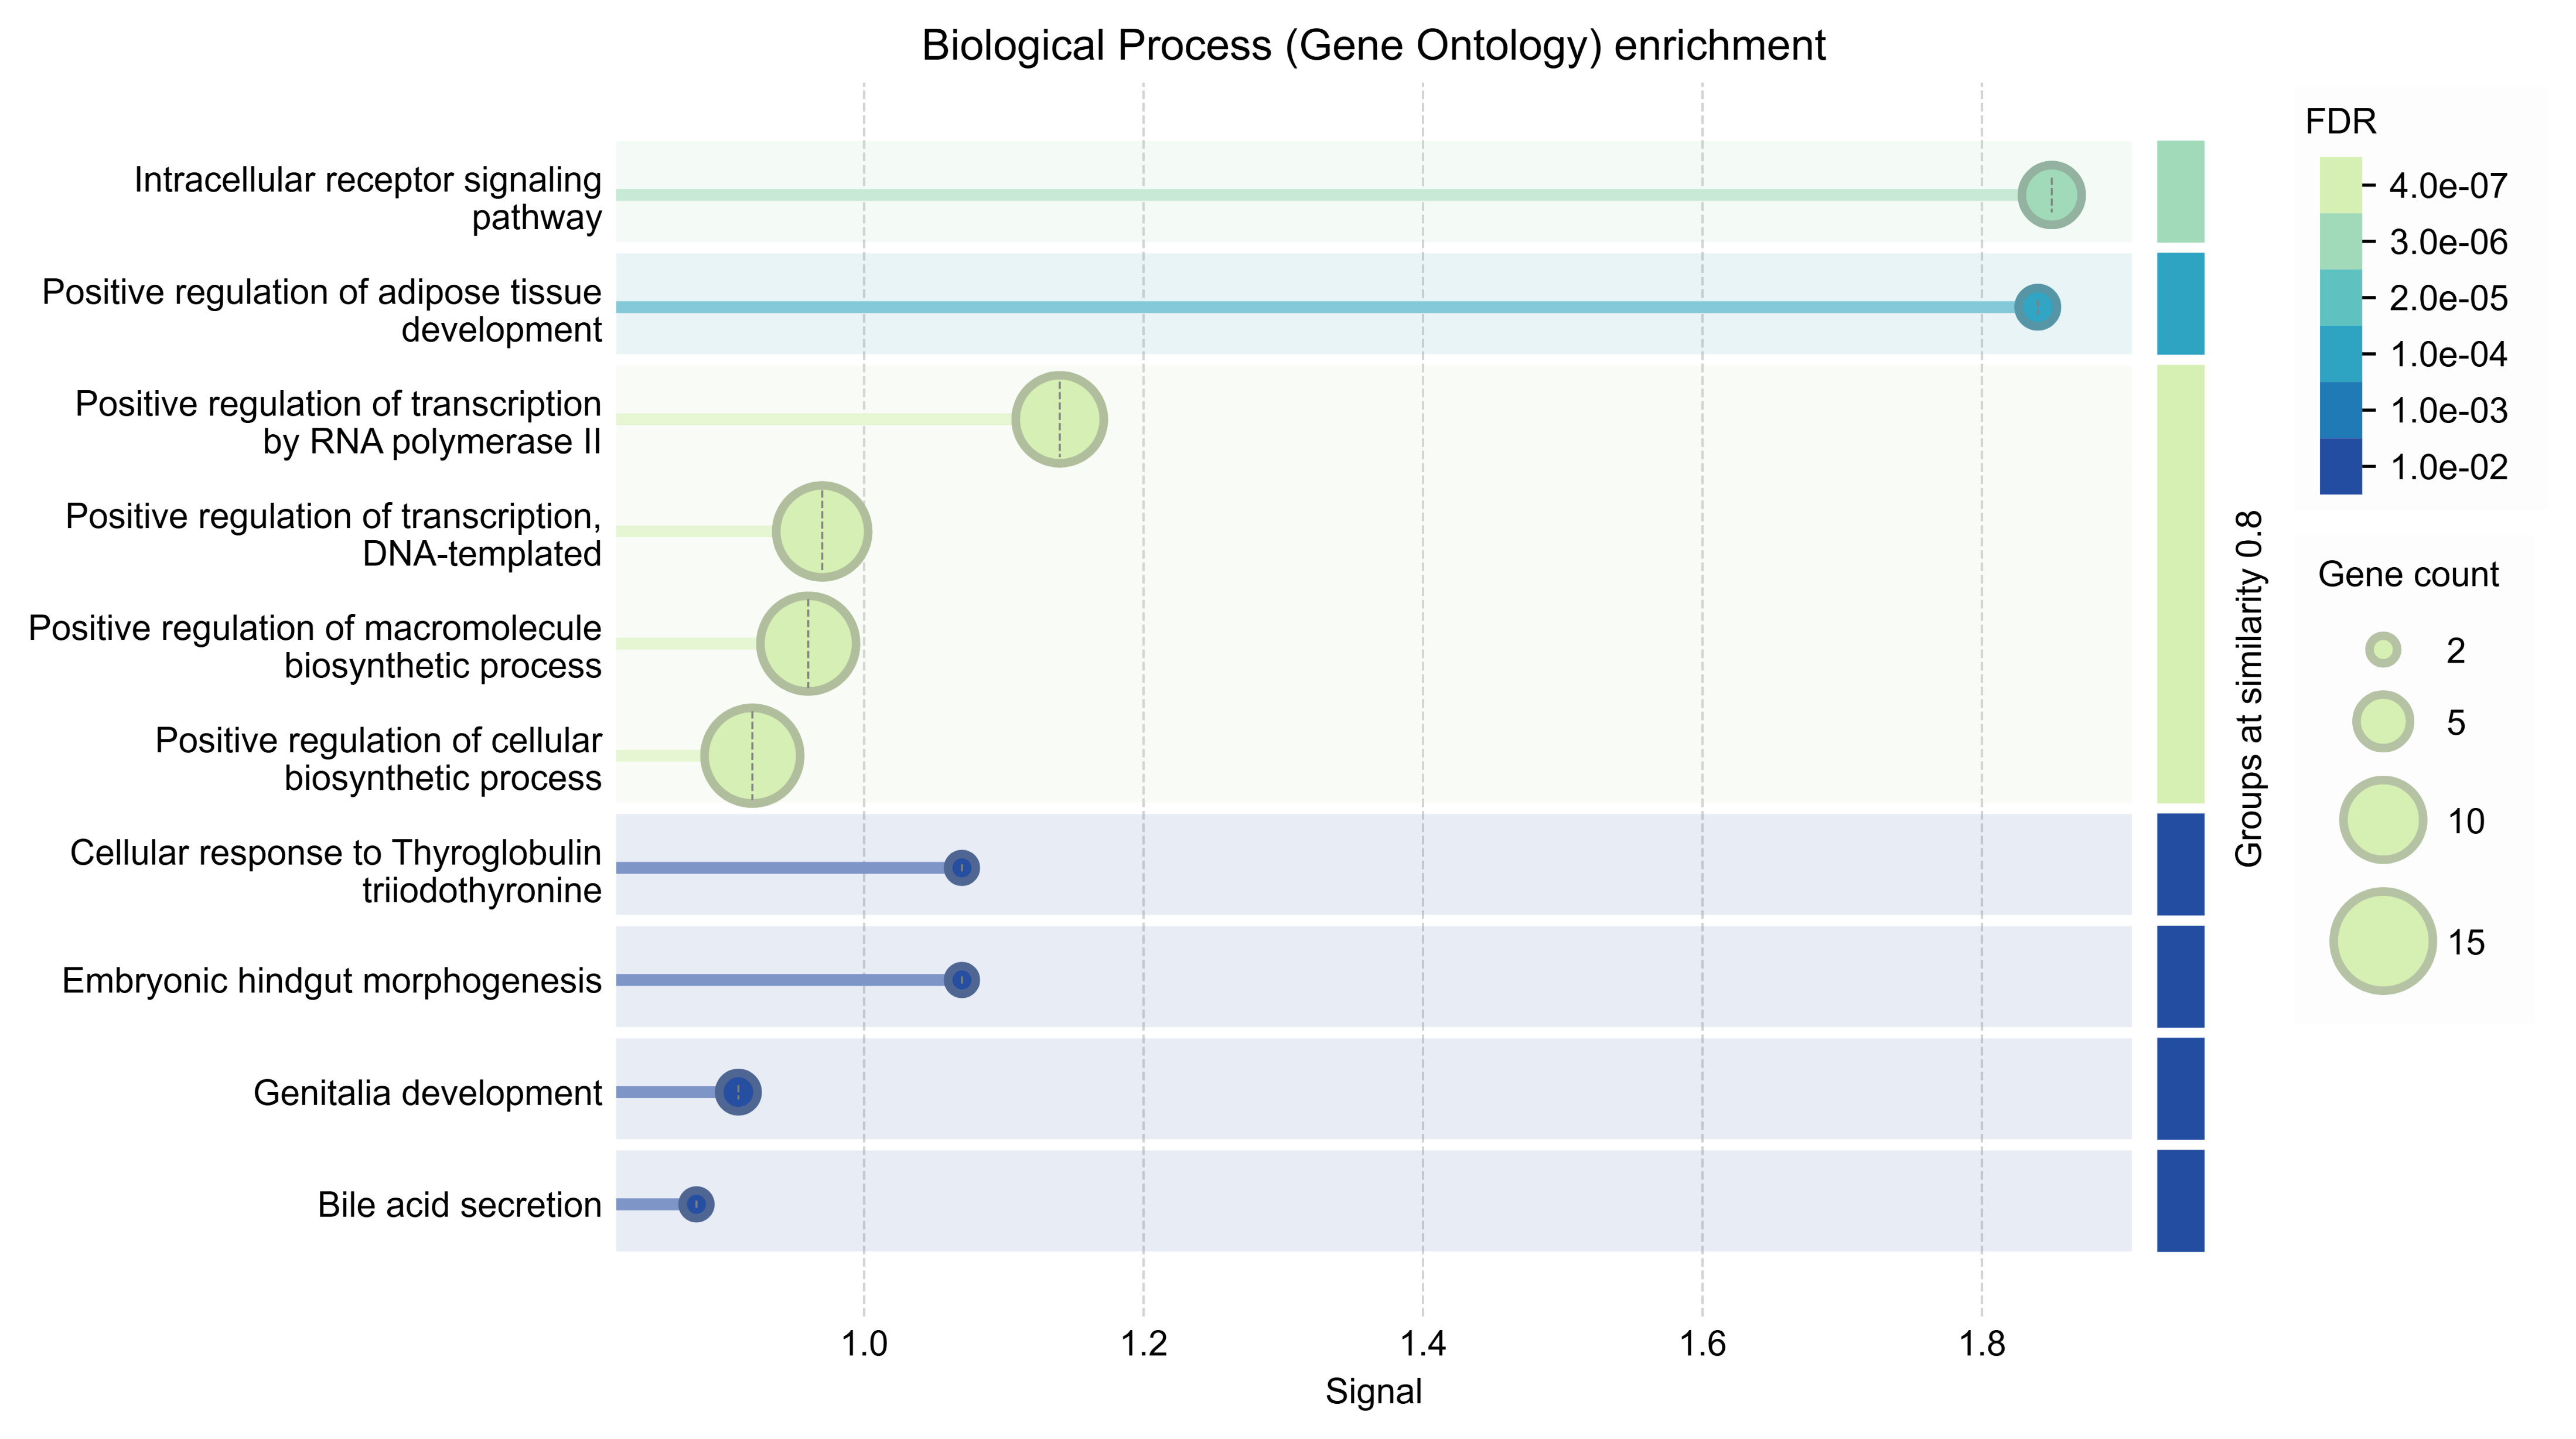 Biological Process (Gene Ontology) enrichment
Intracellular receptor signaling
pathway
Positive regulation of adipose tissue
development
Positive regulation of transcription
by RNA polymerase II
Positive regulation of transcription,
DNA-templated
Positive regulation of macromolecule
biosynthetic process
Positive regulation of cellular
biosynthetic process
Cellular response to Thyroglobulin
triiodothyronine
Embryonic hindgut morphogenesis
Genitalia development
Bile acid secretion
1.0
1.2
1.4
1.6
1.8
Signal
Groups at similarity 0.8
FDR
4.0e-07
3.0e-06
2.0e-05
1.0e-04
1.0e-03
1.0e-02
Gene count
2
5
10
15